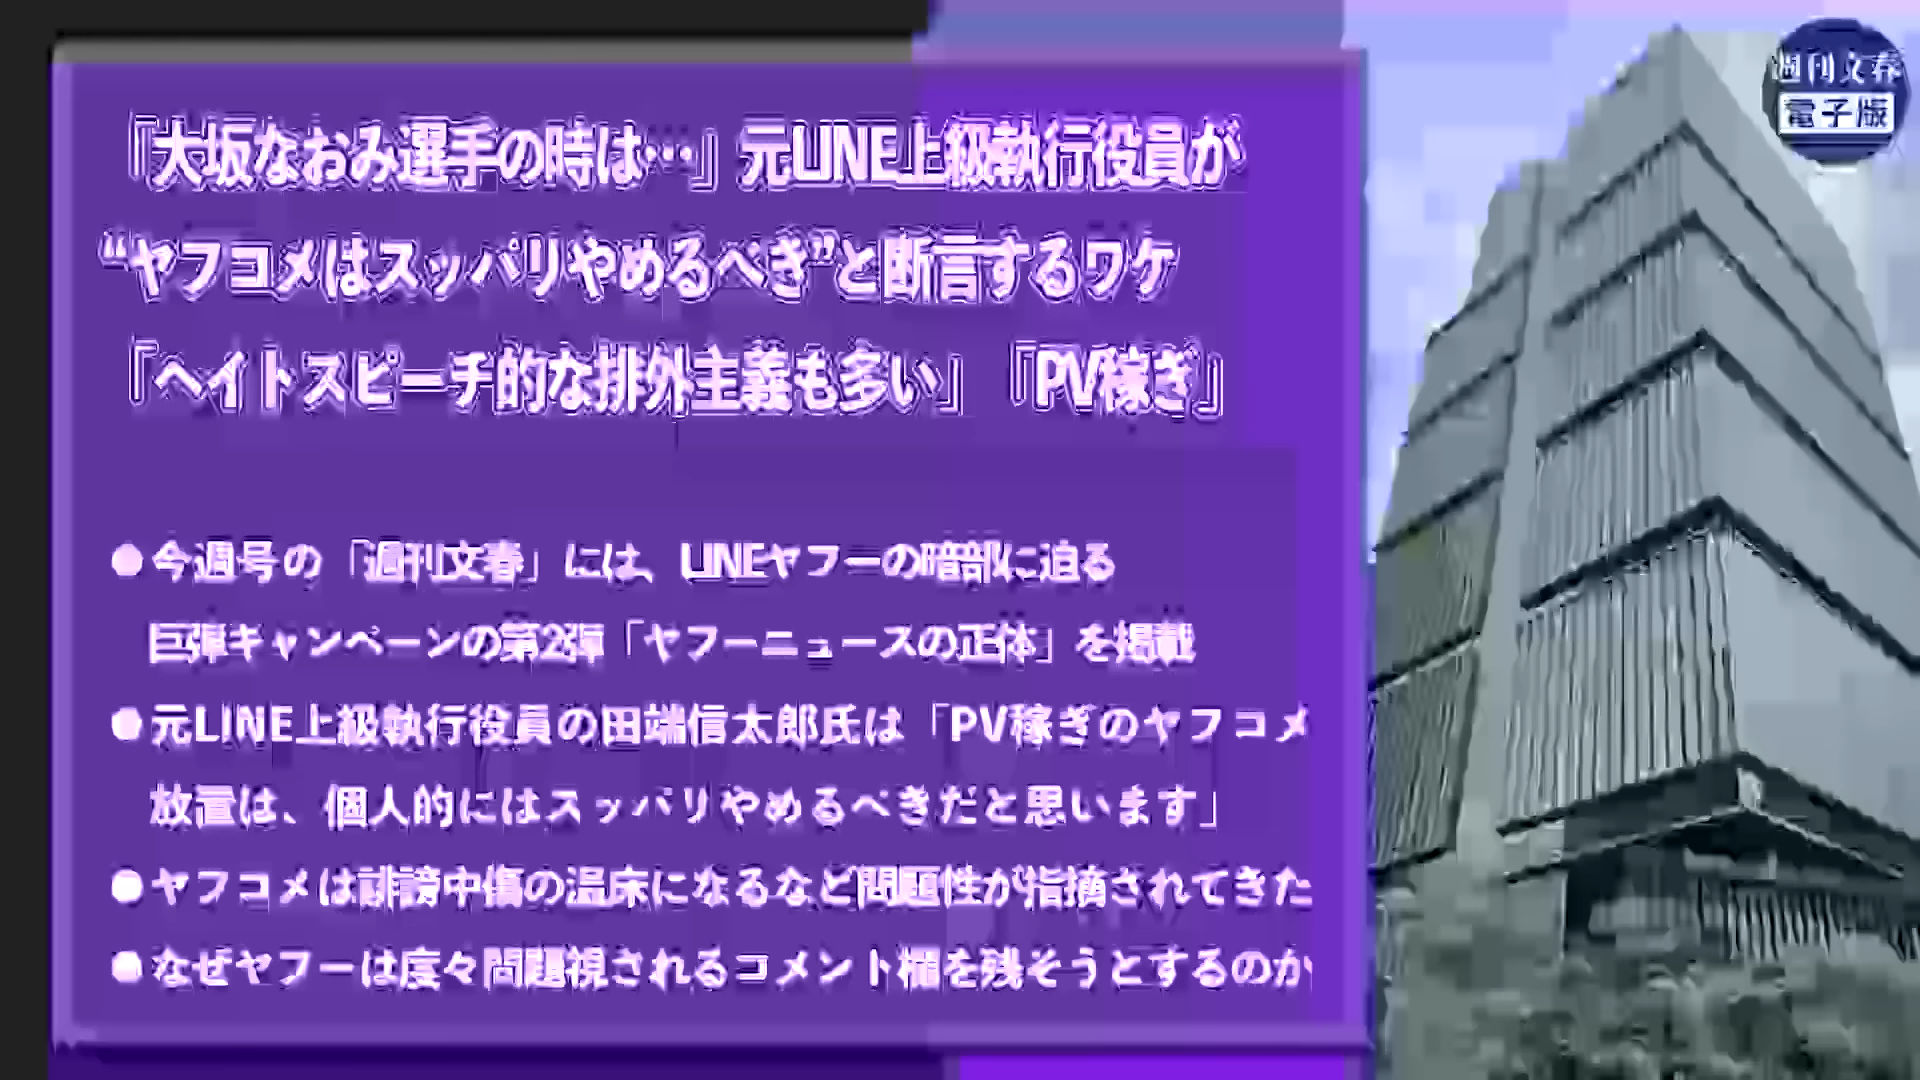 『大坂なおみ選手の時は…』元LINE上級執行役員が
“ヤフコメはスッパリやめるべき”と断言するワケ
『ヘイトスピーチ的な排外主義も多い』『PV稼ぎ』
●今週号の「週刊文春」には、LINEヤフーの暗部に迫る
巨弾キャンペーンの第2弾「ヤフーニュースの正体」を掲載
●元LINE上級執行役員の田端信太郎氏は「PV稼ぎのヤフコメ
放置は、個人的にはスッパリやめるべきだと思います」
●ヤフコメは誹謗中傷の温床になるなど問題性が指摘されてきた
●なぜヤフーは度々問題視されるコメント欄を残そうとするのか
週刊文春
電子版